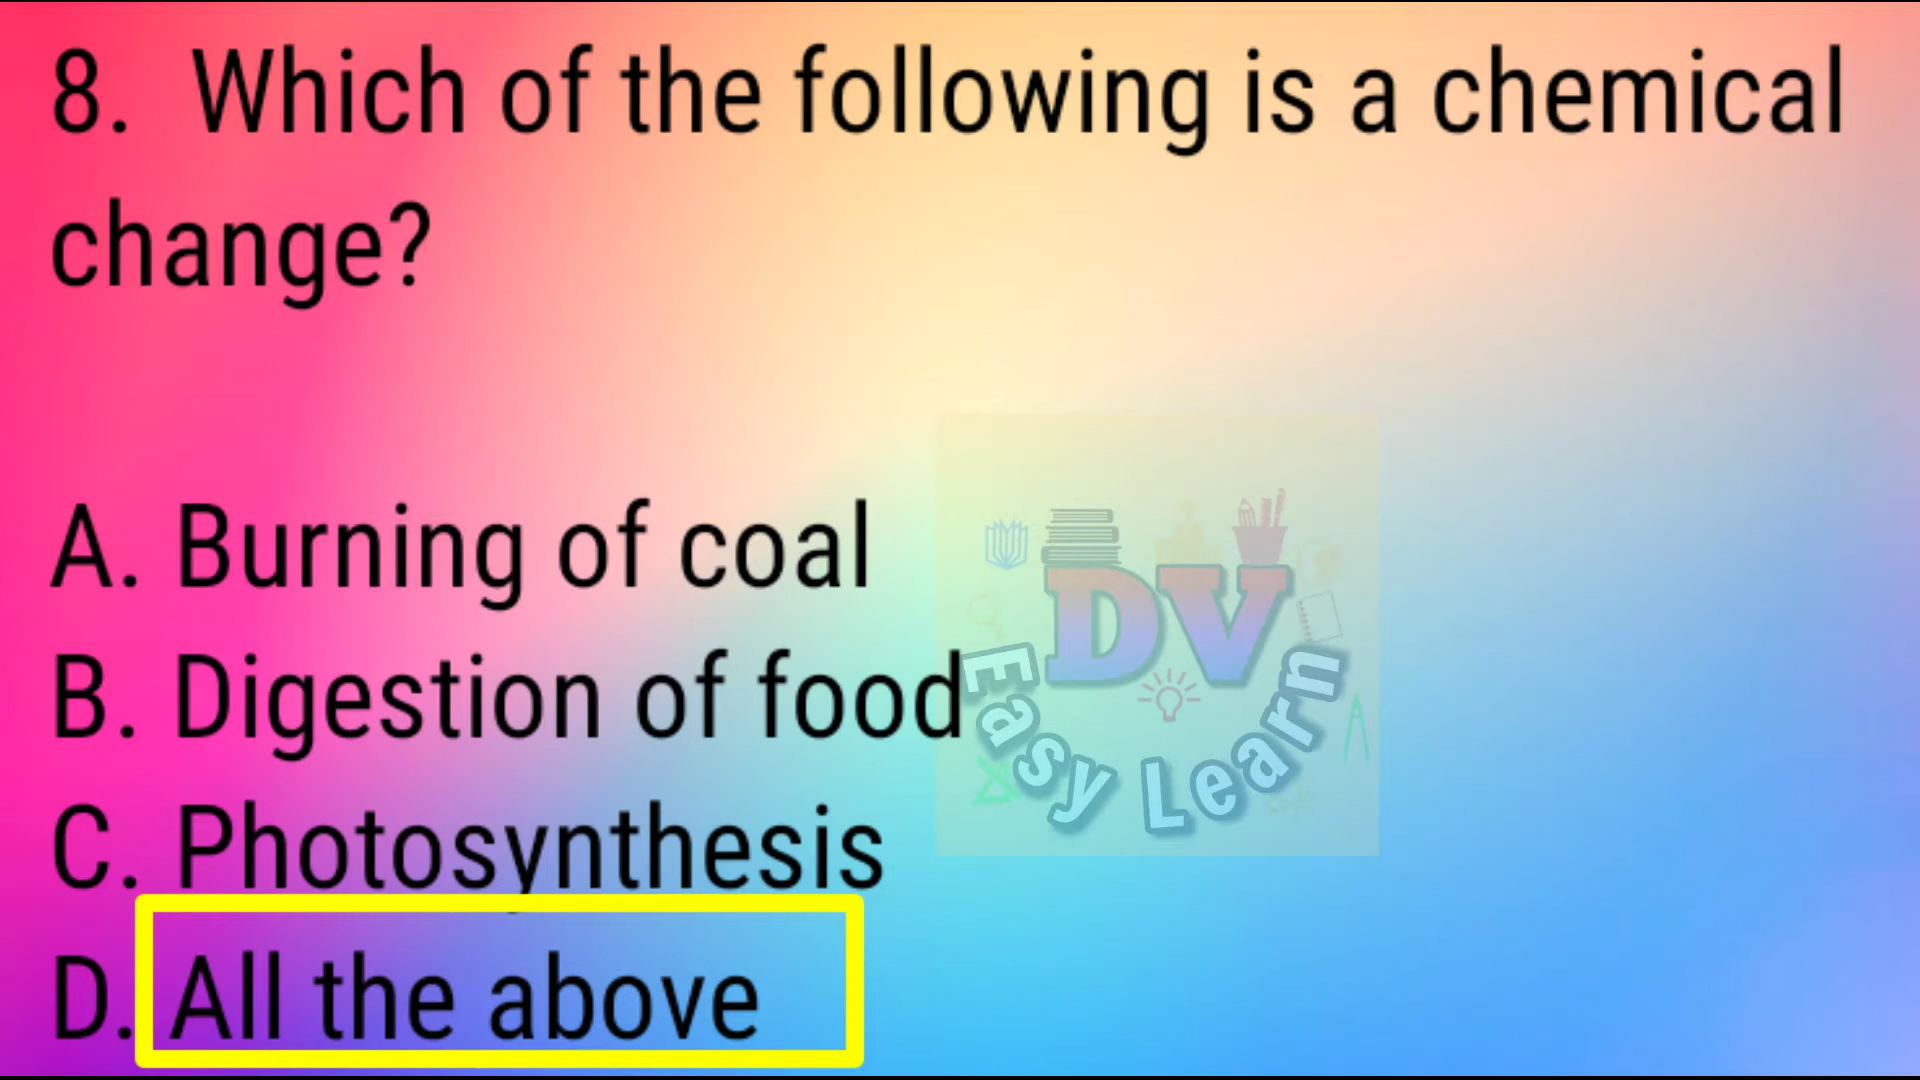 8. Which of the following is a chemical
change?
A. Burning of coal
B. Digestion of food
C. Photosynthesis
D. All the above
DV
Easy Learn